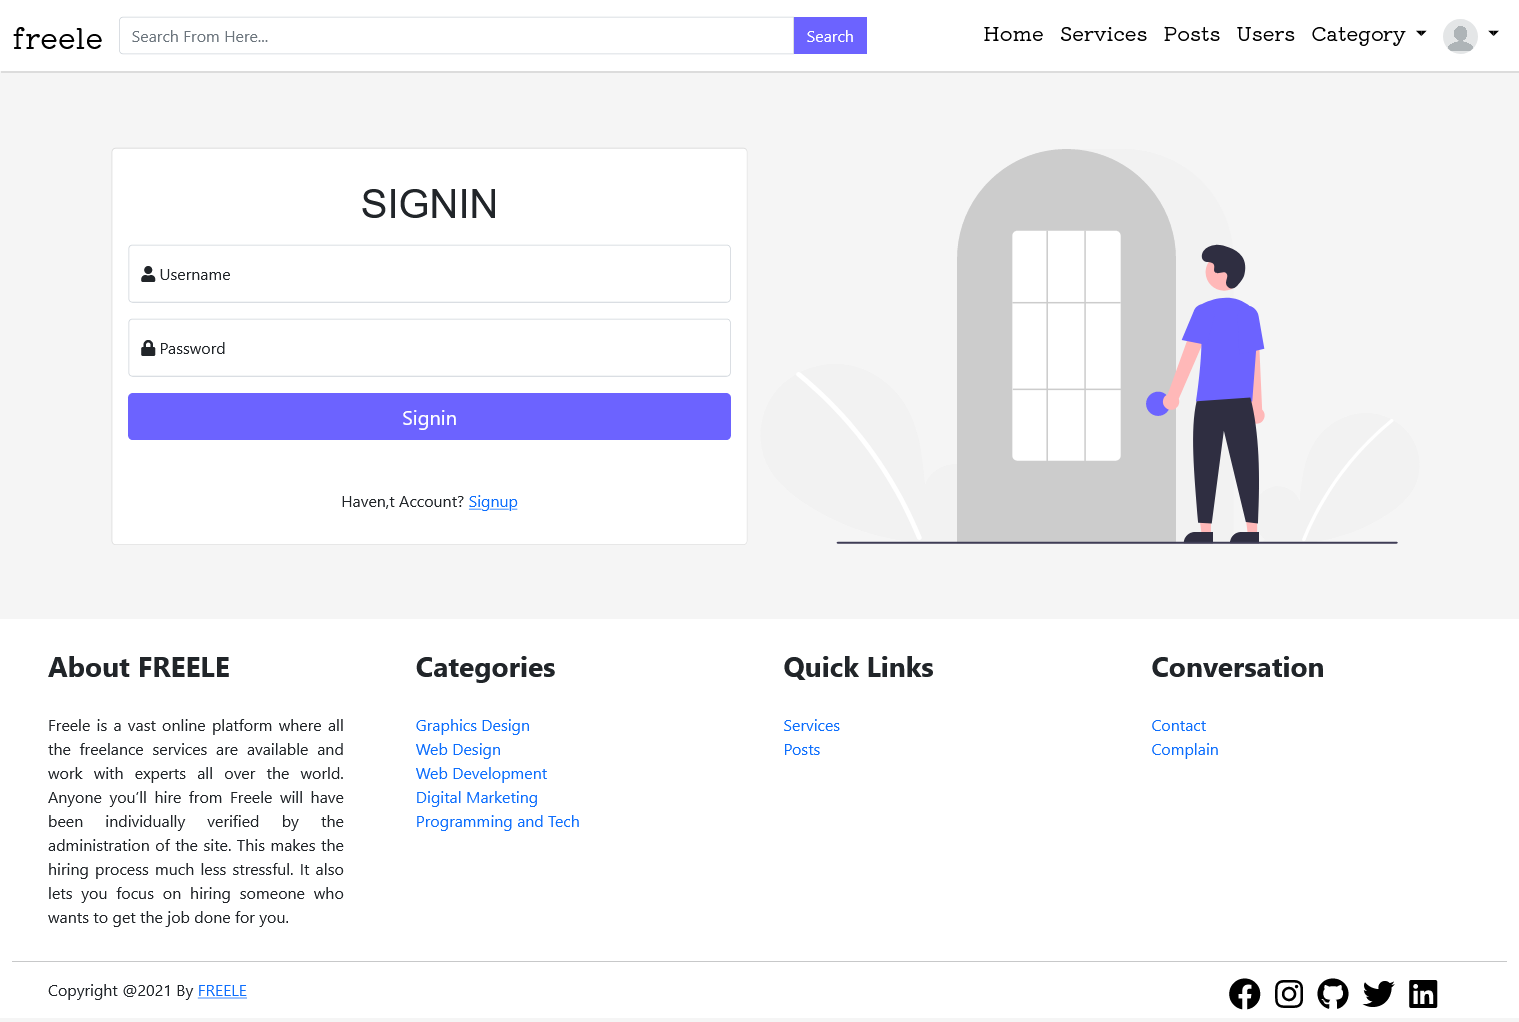 freele
Search From Here...
Search
Home
Services
Posts
Users
Category
SIGNIN
Username
Password
Signin
Haven,t Account? Signup
About FREELE
Freele is a vast online platform where all
the freelance services are available and
work with experts all over the world.
Anyone you'll hire from Freele will have
been individually verified by the
administration of the site. This makes the
hiring process much less stressful. It also
lets you focus on hiring someone who
wants to get the job done for you.
Categories
Graphics Design
Web Design
Web Development
Digital Marketing
Programming and Tech
Quick Links
Services
Posts
Conversation
Contact
Complain
Copyright @2021 By FREELE